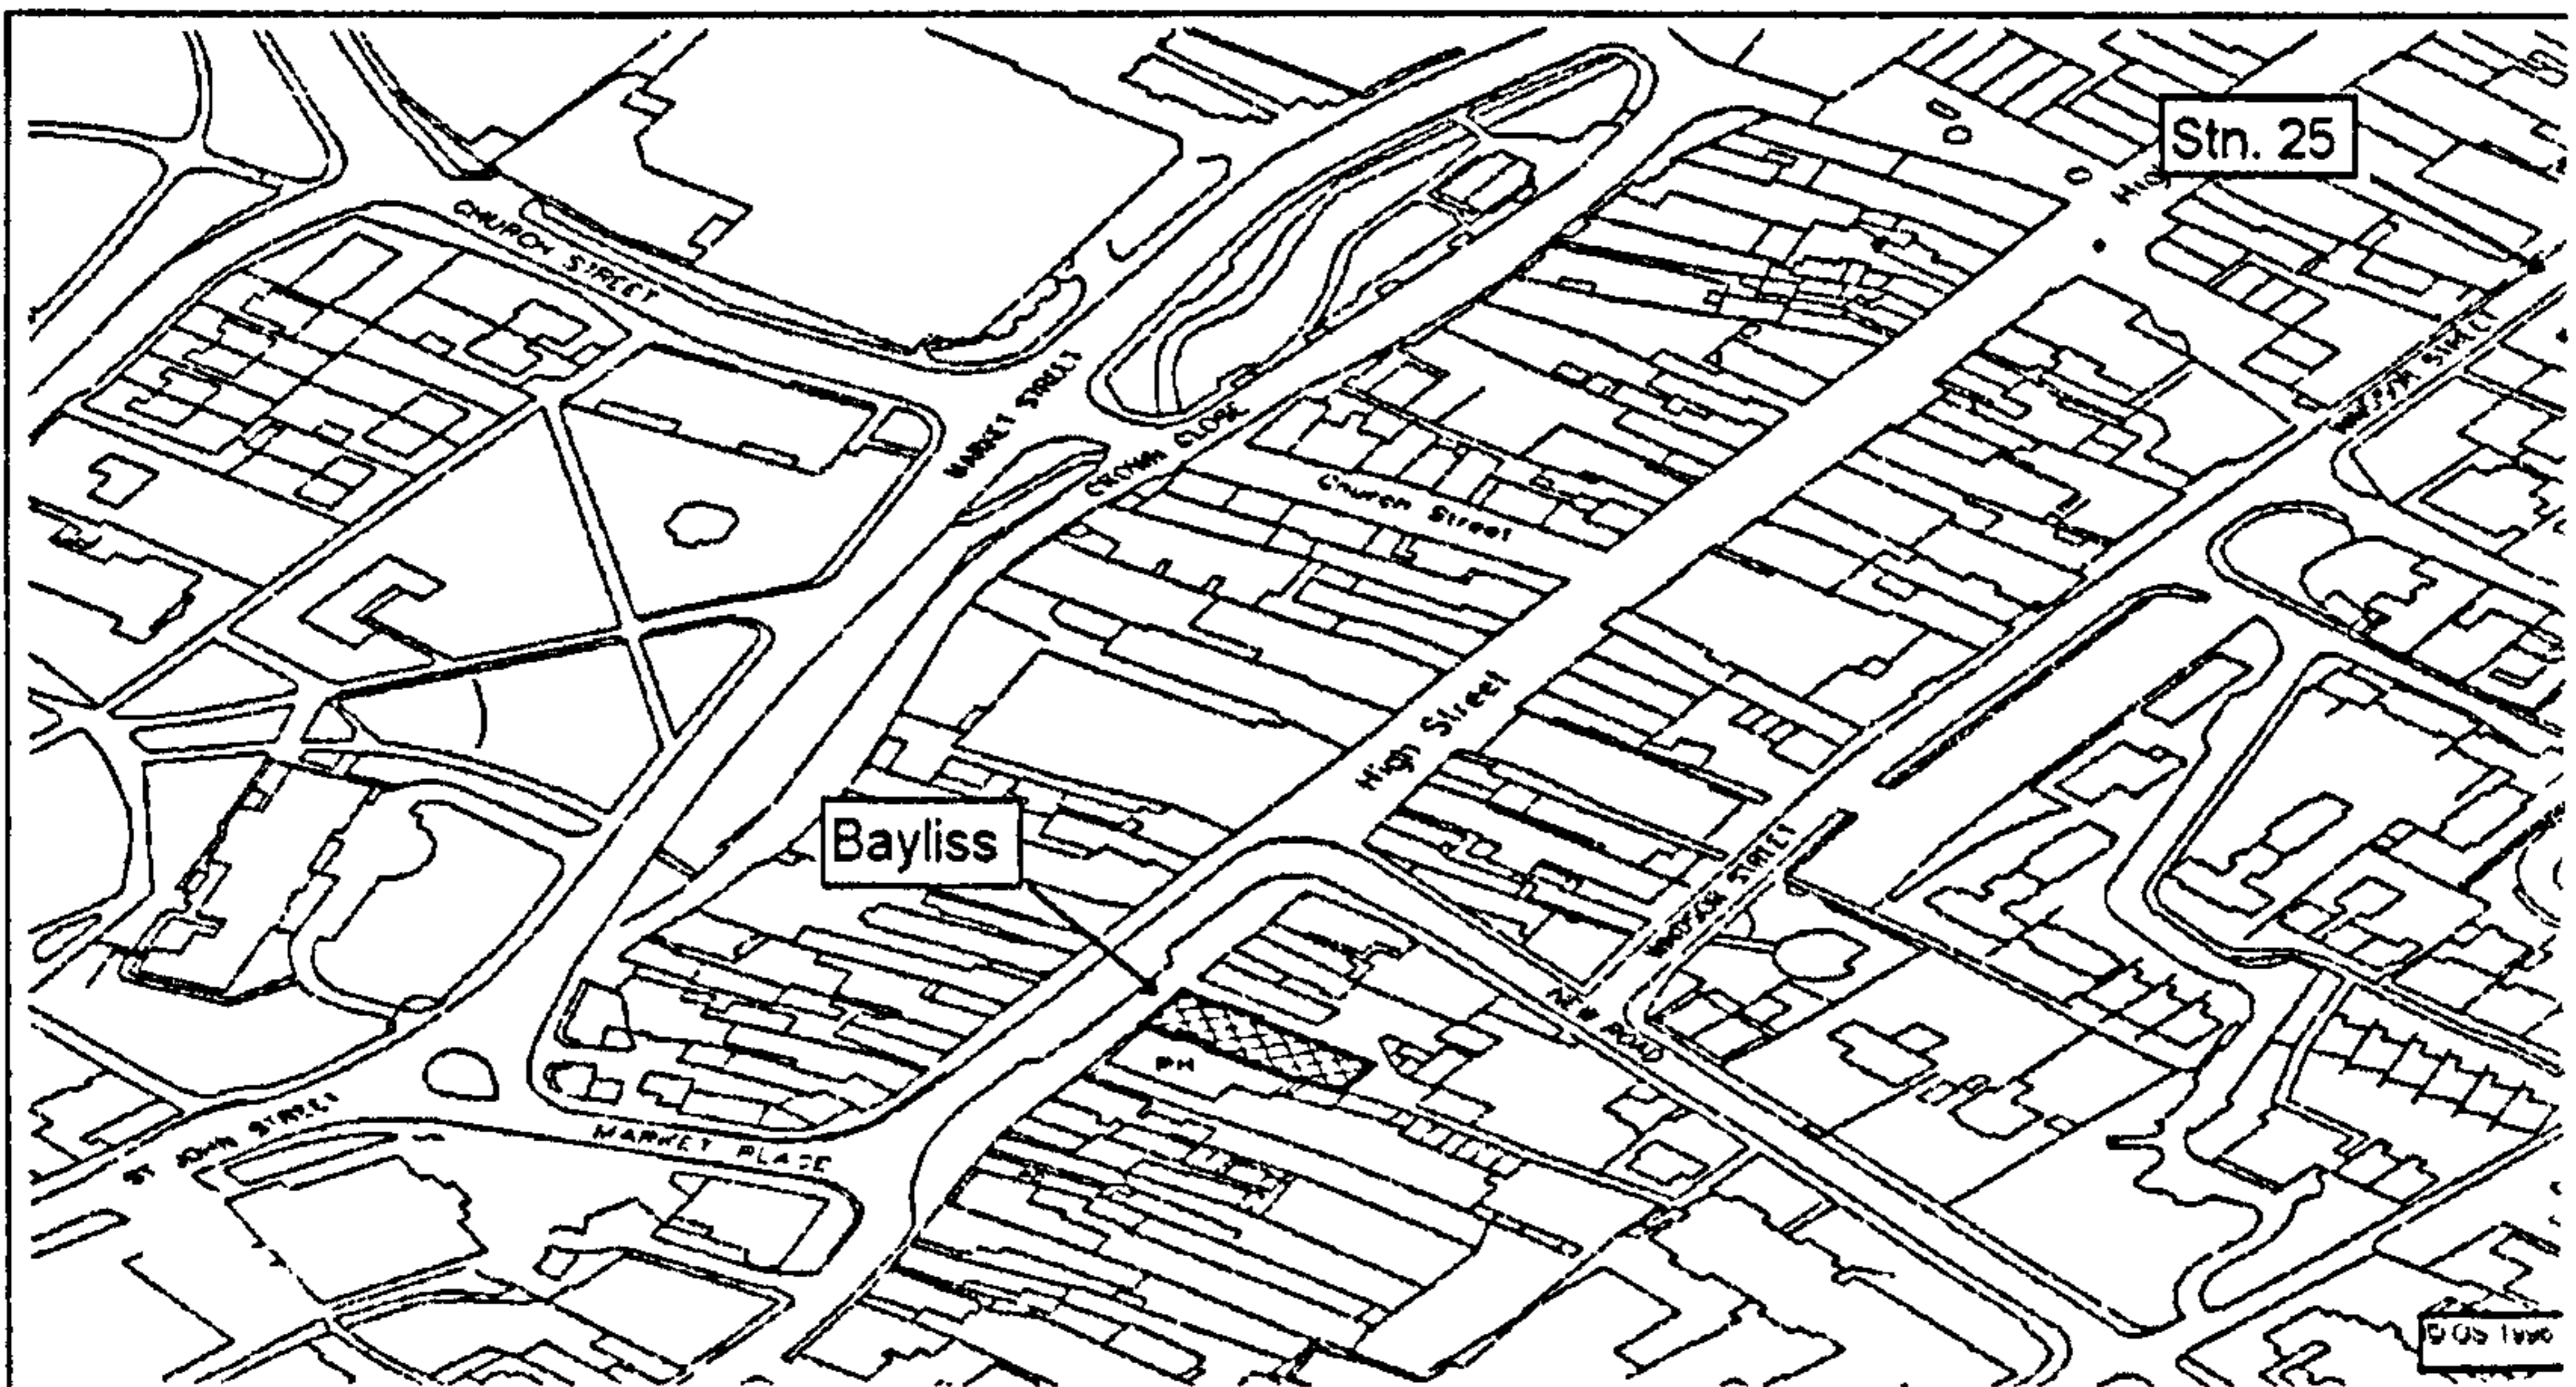 Stn. 25
CHURCH STREET
MARKET STREET
CROWN CLOSE
Church Street
High Street
Bayliss
WINDSOR STREET
NEW ROAD
PH
ST JOHN STREET
MARKET PLACE